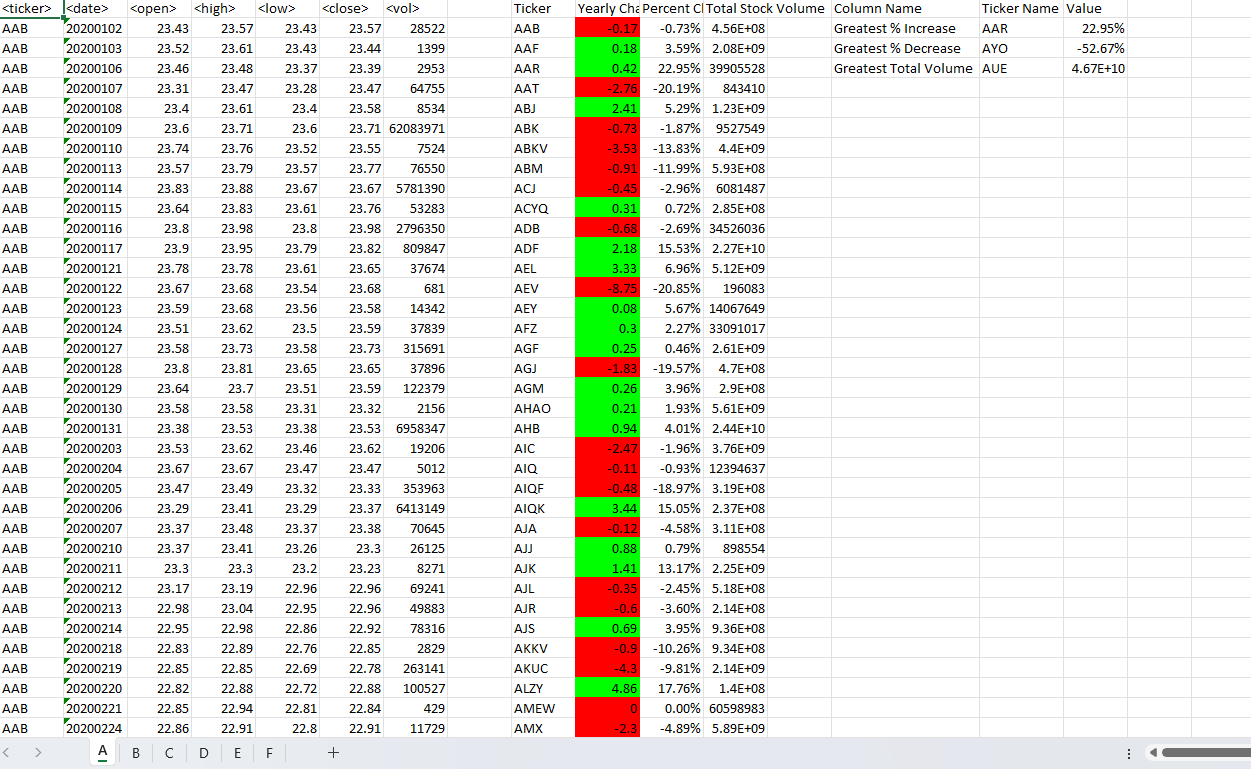 <ticker> <date> <open> <high> <low> <close> <vol> Ticker Yearly Cha Percent Cl Total Stock Volume Column Name Ticker Name Value
AAB 20200102 23.43 23.57 23.43 23.57 28522 AAB -0.17 -0.73% 4.56E+08 Greatest % Increase AAR 22.95%
AAB 20200103 23.52 23.61 23.43 23.44 1399 AAF 0.18 3.59% 2.08E+09 Greatest % Decrease AYO -52.67%
AAB 20200106 23.46 23.48 23.37 23.39 2953 AAR 0.42 22.95% 39905528 Greatest Total Volume AUE 4.67E+10
AAB 20200107 23.31 23.47 23.28 23.47 64755 AAT -2.76 -20.19% 843410
AAB 20200108 23.4 23.61 23.4 23.58 8534 ABJ 2.41 5.29% 1.23E+09
AAB 20200109 23.6 23.71 23.6 23.71 62083971 ABK -0.73 -1.87% 9527549
AAB 20200110 23.74 23.76 23.52 23.55 7524 ABKV -3.53 -13.83% 4.4E+09
AAB 20200113 23.57 23.79 23.57 23.77 76550 ABM -0.91 -11.99% 5.93E+08
AAB 20200114 23.83 23.88 23.67 23.67 5781390 ACJ -0.45 -2.96% 6081487
AAB 20200115 23.64 23.83 23.61 23.76 53283 ACYQ 0.31 0.72% 2.85E+08
AAB 20200116 23.8 23.98 23.8 23.98 2796350 ADB -0.68 -2.69% 34526036
AAB 20200117 23.9 23.95 23.79 23.82 809847 ADF 2.18 15.53% 2.27E+10
AAB 20200121 23.78 23.78 23.61 23.65 37674 AEL 3.33 6.96% 5.12E+09
AAB 20200122 23.67 23.68 23.54 23.68 681 AEV -8.75 -20.85% 196083
AAB 20200123 23.59 23.68 23.56 23.58 14342 AEY 0.08 5.67% 14067649
AAB 20200124 23.51 23.62 23.5 23.59 37839 AFZ 0.3 2.27% 33091017
AAB 20200127 23.58 23.73 23.58 23.73 315691 AGF 0.25 0.46% 2.61E+09
AAB 20200128 23.8 23.81 23.65 23.65 37896 AGJ -1.83 -19.57% 4.7E+08
AAB 20200129 23.64 23.7 23.51 23.59 122379 AGM 0.26 3.96% 2.9E+08
AAB 20200130 23.58 23.58 23.31 23.32 2156 AHAO 0.21 1.93% 5.61E+09
AAB 20200131 23.38 23.53 23.38 23.53 6958347 AHB 0.94 4.01% 2.44E+10
AAB 20200203 23.53 23.62 23.46 23.62 19206 AIC -2.47 -1.96% 3.76E+09
AAB 20200204 23.67 23.67 23.47 23.47 5012 AIQ -0.11 -0.93% 12394637
AAB 20200205 23.47 23.49 23.32 23.33 353963 AIQF -0.48 -18.97% 3.19E+08
AAB 20200206 23.29 23.41 23.29 23.37 6413149 AIQK 3.44 15.05% 2.37E+08
AAB 20200207 23.37 23.48 23.37 23.38 70645 AJA -0.12 -4.58% 3.11E+08
AAB 20200210 23.37 23.41 23.26 23.3 26125 AJJ 0.88 0.79% 898554
AAB 20200211 23.3 23.3 23.2 23.23 8271 AJK 1.41 13.17% 2.25E+09
AAB 20200212 23.17 23.19 22.96 22.96 69241 AJL -0.35 -2.45% 5.18E+08
AAB 20200213 22.98 23.04 22.95 22.96 49883 AJR -0.6 -3.60% 2.14E+08
AAB 20200214 22.95 22.98 22.86 22.92 78316 AJS 0.69 3.95% 9.36E+08
AAB 20200218 22.83 22.89 22.76 22.85 2829 AKKV -0.9 -10.26% 9.34E+08
AAB 20200219 22.85 22.85 22.69 22.78 263141 AKUC -4.3 -9.81% 2.14E+09
AAB 20200220 22.82 22.88 22.72 22.88 100527 ALZY 4.86 17.76% 1.4E+08
AAB 20200221 22.85 22.94 22.81 22.84 429 AMEW 0 0.00% 60598983
AAB 20200224 22.86 22.91 22.8 22.91 11729 AMX -2.3 -4.89% 5.89E+09
A B C D E F